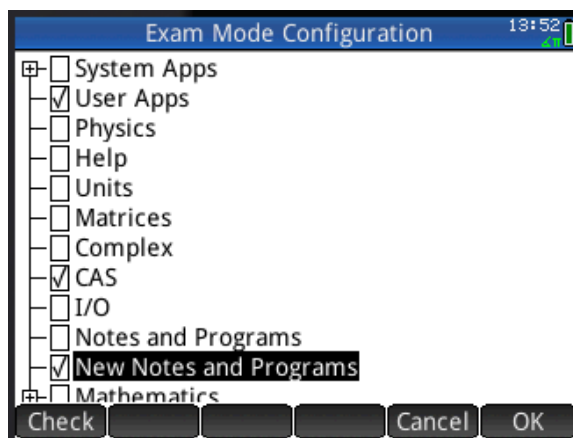 Exam Mode Configuration 13:52
∡π
System Apps
User Apps
Physics
Help
Units
Matrices
Complex
CAS
I/O
Notes and Programs
New Notes and Programs
Mathematics
Check Cancel OK